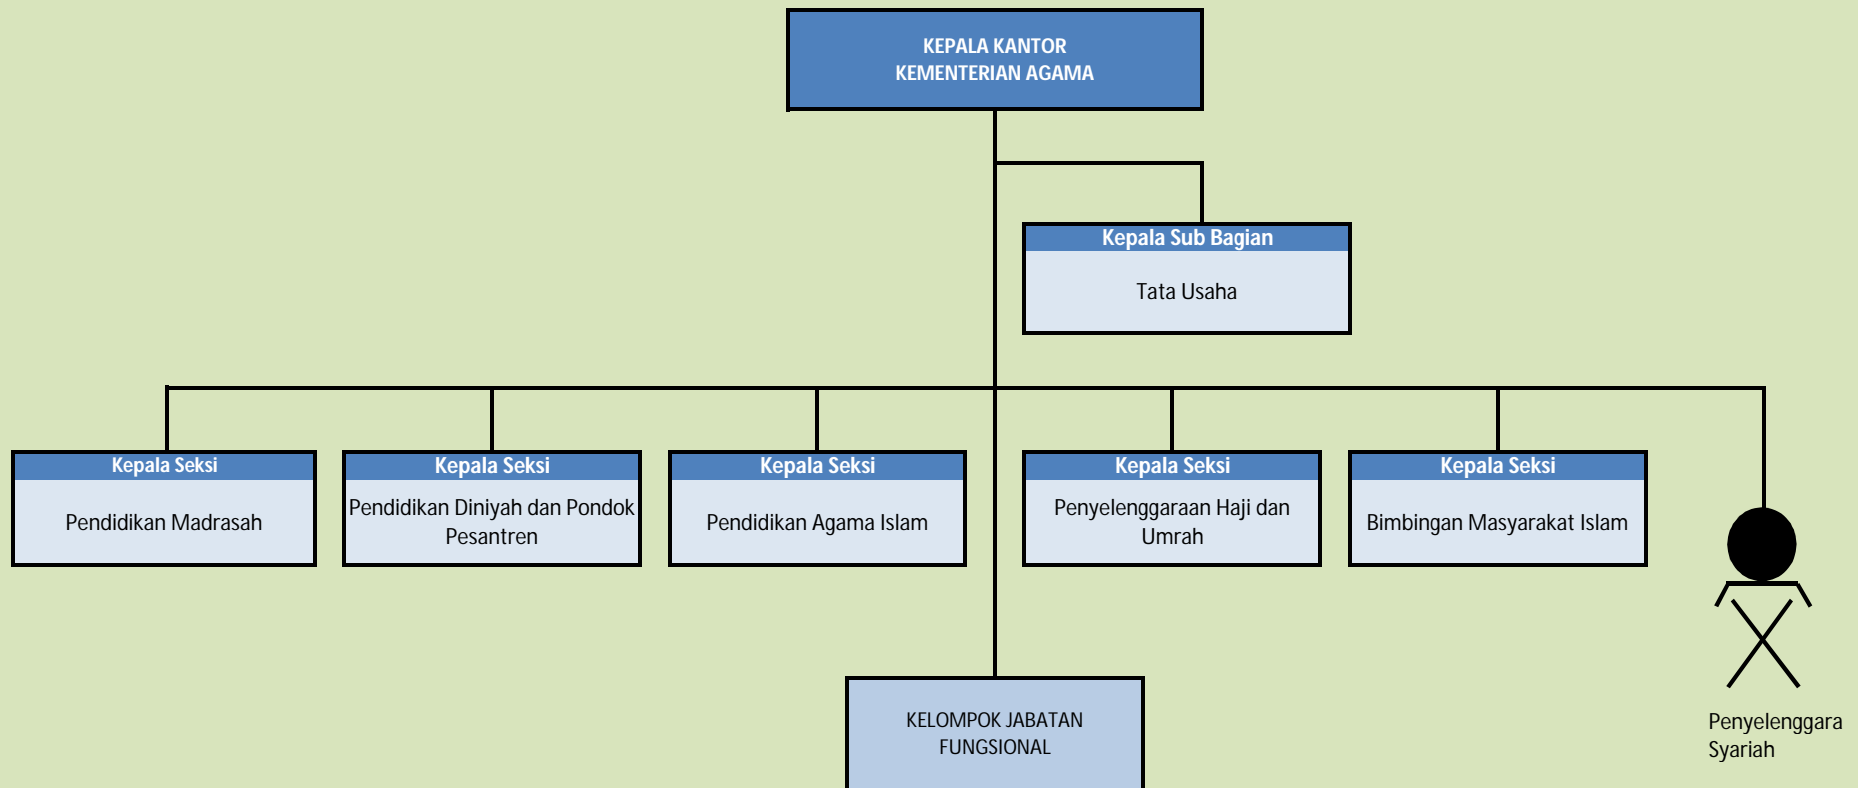 KEPALA KANTOR
KEMENTERIAN AGAMA
Kepala Sub Bagian
Tata Usaha
Kepala Seksi
Pendidikan Madrasah
Kepala Seksi
Pendidikan Diniyah dan Pondok
Pesantren
Kepala Seksi
Pendidikan Agama Islam
Kepala Seksi
Penyelenggaraan Haji dan
Umrah
Kepala Seksi
Bimbingan Masyarakat Islam
Penyelenggara
Syariah
KELOMPOK JABATAN
FUNGSIONAL